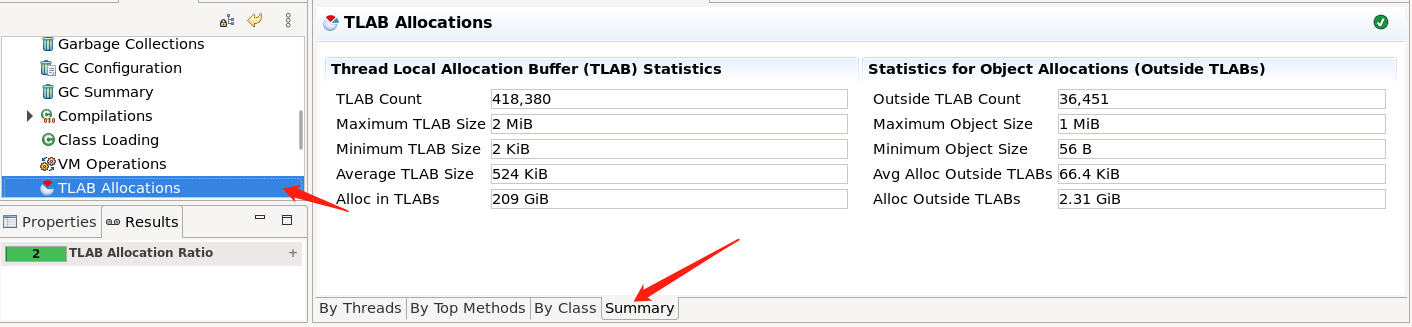 Garbage Collections
GC Configuration
GC Summary
Compilations
Class Loading
VM Operations
TLAB Allocations
Properties Results
2 TLAB Allocation Ratio +
TLAB Allocations
Thread Local Allocation Buffer (TLAB) Statistics
TLAB Count 418,380
Maximum TLAB Size 2 MiB
Minimum TLAB Size 2 KiB
Average TLAB Size 524 KiB
Alloc in TLABs 209 GiB
Statistics for Object Allocations (Outside TLABs)
Outside TLAB Count 36,451
Maximum Object Size 1 MiB
Minimum Object Size 56 B
Avg Alloc Outside TLABs 66.4 KiB
Alloc Outside TLABs 2.31 GiB
By Threads By Top Methods By Class Summary